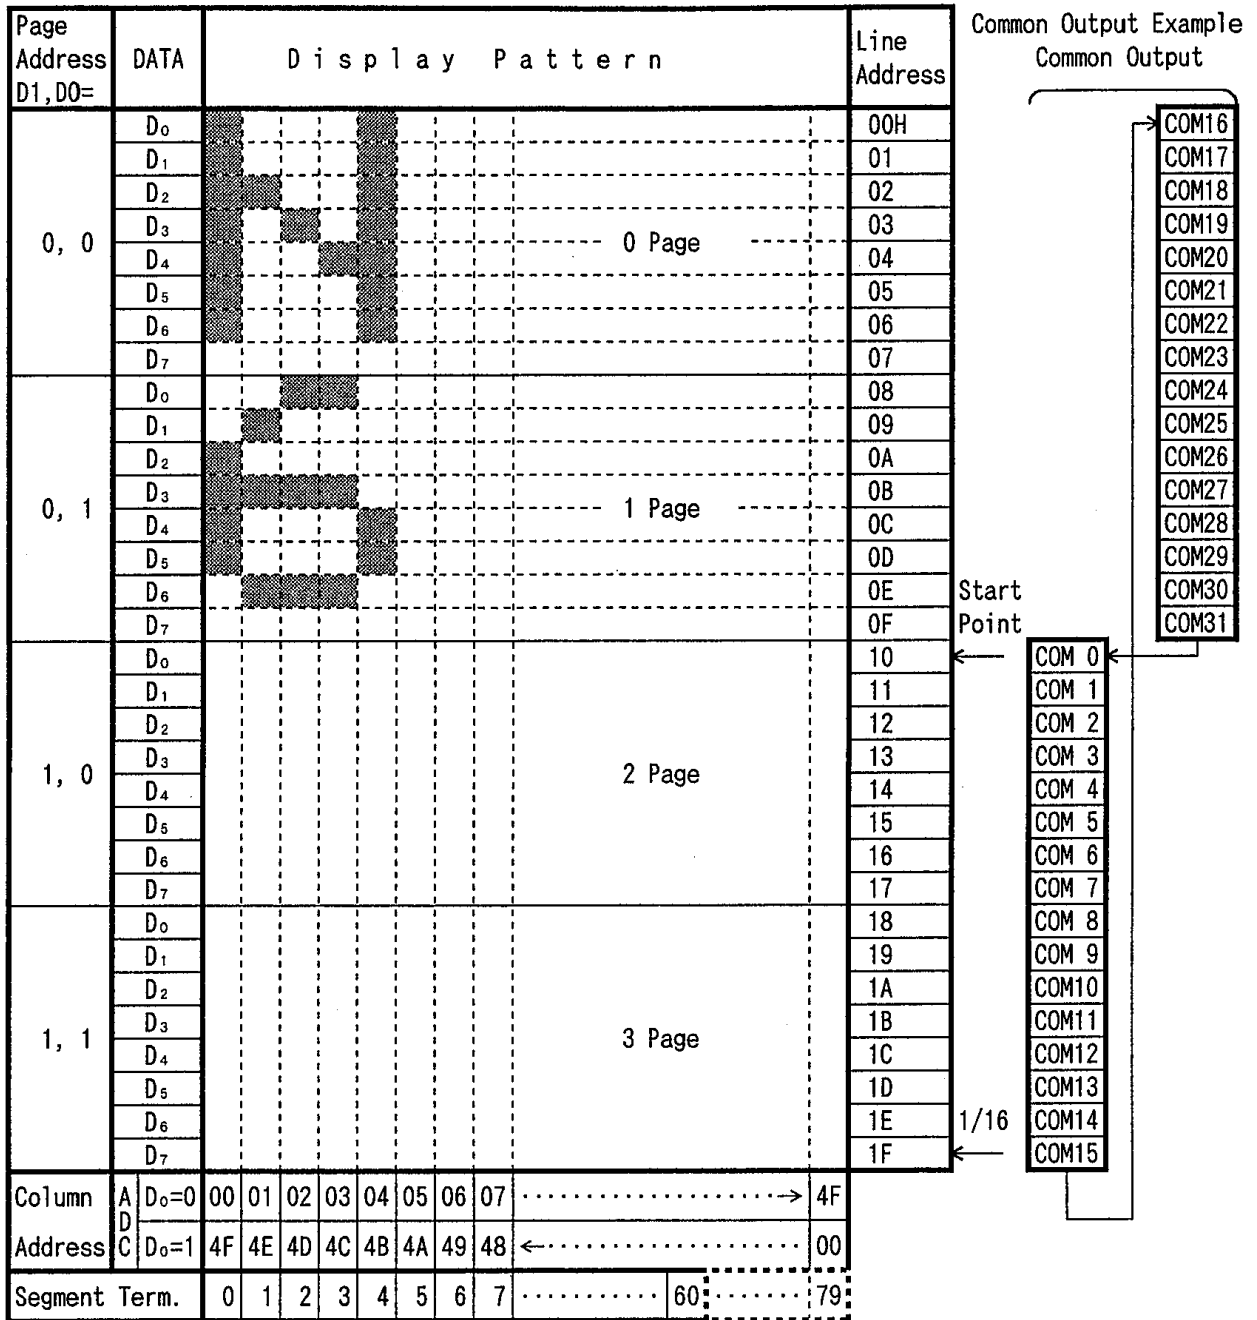 Page Address D1,D0=
DATA
Display Pattern
Line Address
Common Output Example
Common Output
0, 0
D0 00H COM16
D1 01 COM17
D2 02 COM18
D3 03 COM19
0 Page
D4 04 COM20
D5 05 COM21
D6 06 COM22
D7 07 COM23
0, 1
D0 08 COM24
D1 09 COM25
D2 0A COM26
D3 0B COM27
1 Page
D4 0C COM28
D5 0D COM29
D6 0E Start COM30
D7 0F Point COM31
1, 0
D0 10 COM 0
D1 11 COM 1
D2 12 COM 2
D3 13 COM 3
2 Page
D4 14 COM 4
D5 15 COM 5
D6 16 COM 6
D7 17 COM 7
1, 1
D0 18 COM 8
D1 19 COM 9
D2 1A COM10
D3 1B COM11
3 Page
D4 1C COM12
D5 1D COM13
D6 1E 1/16 COM14
D7 1F COM15
Column Address
ADC
D0=0 00 01 02 03 04 05 06 07 4F
D0=1 4F 4E 4D 4C 4B 4A 49 48 00
Segment Term. 0 1 2 3 4 5 6 7 60 79